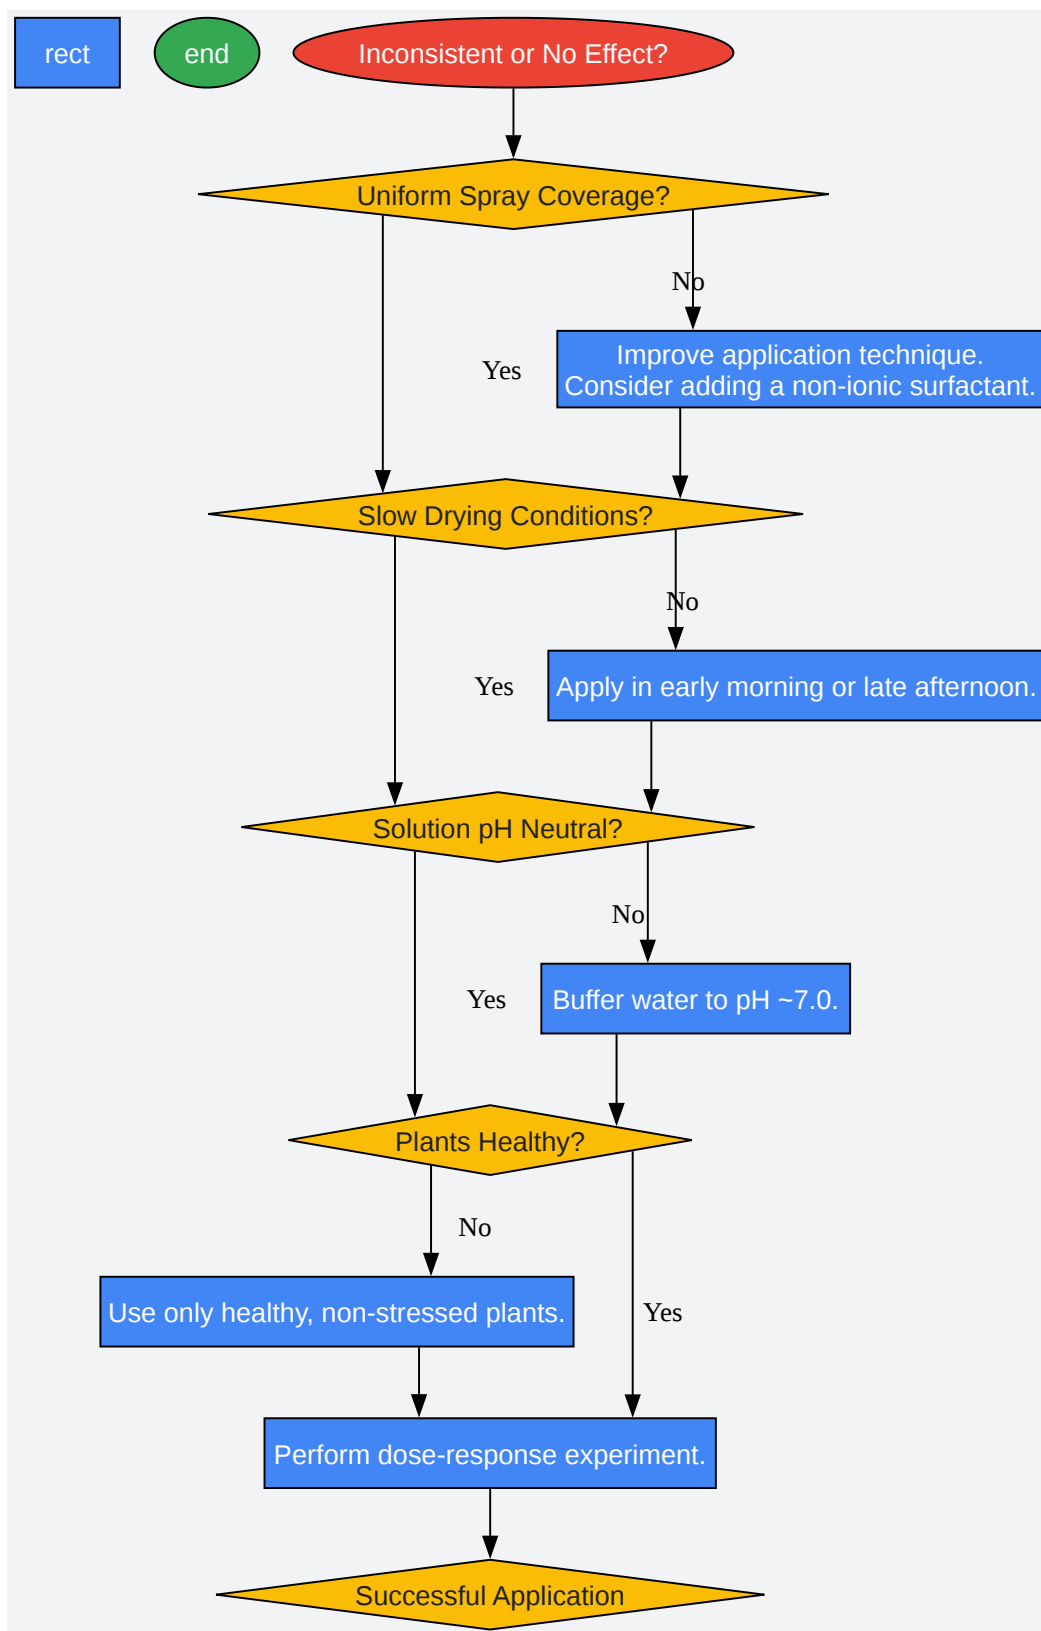 rect
end
Inconsistent or No Effect?
Uniform Spray Coverage?
No
Yes
Improve application technique.
Consider adding a non-ionic surfactant.
Slow Drying Conditions?
No
Yes
Apply in early morning or late afternoon.
Solution pH Neutral?
No
Yes
Buffer water to pH ~7.0.
Plants Healthy?
No
Use only healthy, non-stressed plants.
Yes
Perform dose-response experiment.
Successful Application